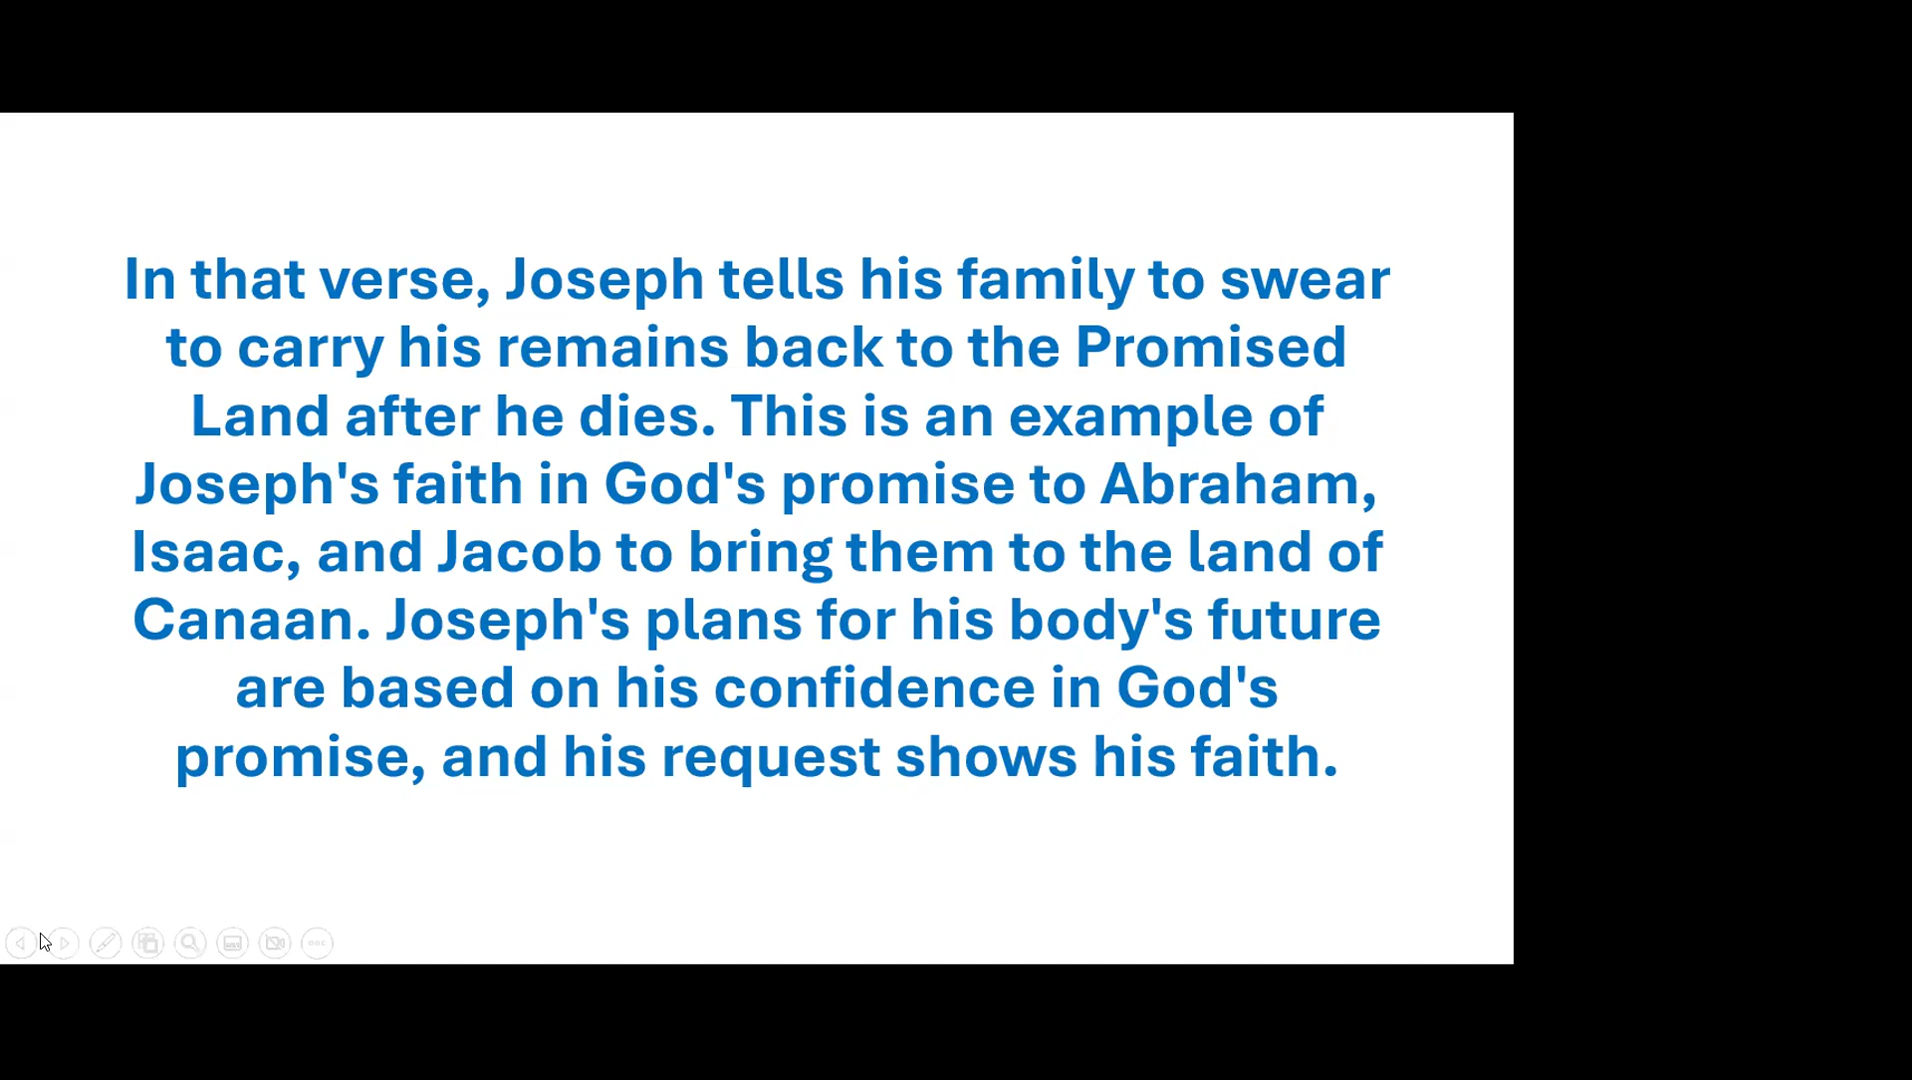 In that verse, Joseph tells his family to swear
to carry his remains back to the Promised
Land after he dies. This is an example of
Joseph's faith in God's promise to Abraham,
Isaac, and Jacob to bring them to the land of
Canaan. Joseph's plans for his body's future
are based on his confidence in God's
promise, and his request shows his faith.